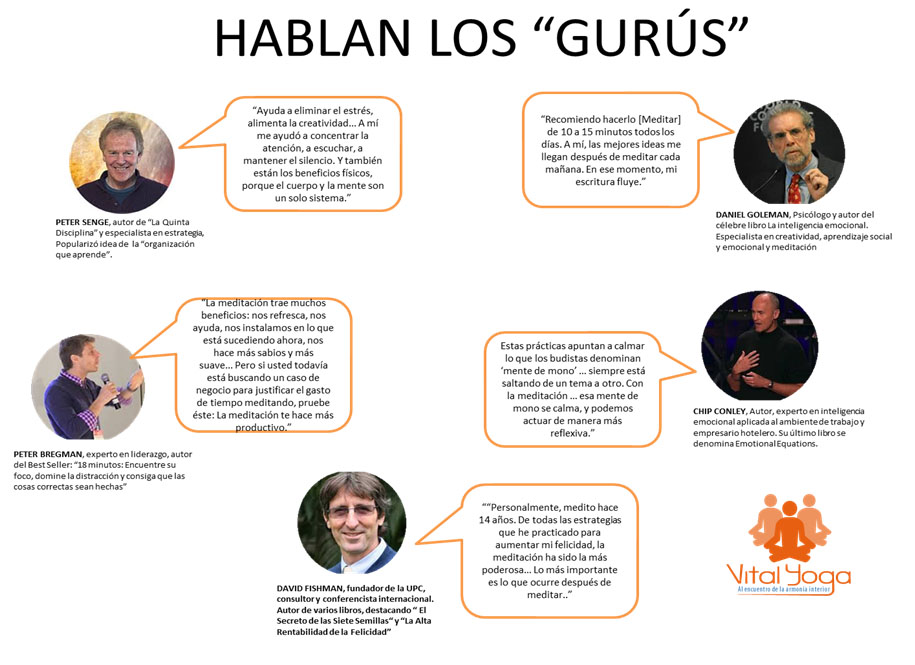 HABLAN LOS “GURÚS”
“Ayuda a eliminar el estrés,
alimenta la creatividad... A mí
me ayudó a concentrar la
atención, a escuchar, a
mantener el silencio. Y también
están los beneficios físicos,
porque el cuerpo y la mente son
un solo sistema.”
PETER SENGE, autor de “La Quinta
Disciplina” y especialista en estrategia,
Popularizó idea de la “organización
que aprende”.
“Recomiendo hacerlo [Meditar]
de 10 a 15 minutos todos los
días. A mí, las mejores ideas me
llegan después de meditar cada
mañana. En ese momento, mi
escritura fluye.”
DANIEL GOLEMAN, Psicólogo y autor del
célebre libro La inteligencia emocional.
Especialista en creatividad, aprendizaje social
y emocional y meditación
“La meditación trae muchos
beneficios: nos refresca, nos
ayuda, nos instalamos en lo que
está sucediendo ahora, nos
hace más sabios y más
suave... Pero si usted todavía
está buscando un caso de
negocio para justificar el gasto
de tiempo meditando, pruebe
éste: La meditación te hace más
productivo.”
PETER BREGMAN, experto en liderazgo, autor
del Best Seller: “18 minutos: Encuentre su
foco, domine la distracción y consiga que las
cosas correctas sean hechas”
Estas prácticas apuntan a calmar
lo que los budistas denominan
‘mente de mono’ ... siempre está
saltando de un tema a otro. Con
la meditación ... esa mente de
mono se calma, y podemos
actuar de manera más
reflexiva.”
CHIP CONLEY, Autor, experto en inteligencia
emocional aplicada al ambiente de trabajo y
empresario hotelero. Su último libro se
denomina Emotional Equations.
““Personalmente, medito hace
14 años. De todas las estrategias
que he practicado para
aumentar mi felicidad, la
meditación ha sido la más
poderosa... Lo más importante
es lo que ocurre después de
meditar..”
DAVID FISHMAN, fundador de la UPC,
consultor y conferencista internacional.
Autor de varios libros, destacando “ El
Secreto de las Siete Semillas“ y “La Alta
Rentabilidad de la Felicidad”
Vital Yoga
Al encuentro de la armonía interior